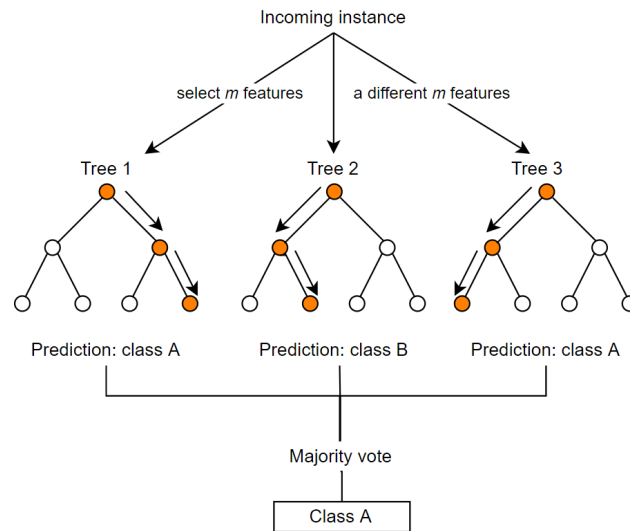 Incoming instance
select m features
a different m features
Tree 1
Tree 2
Tree 3
Prediction: class A
Prediction: class B
Prediction: class A
Majority vote
Class A